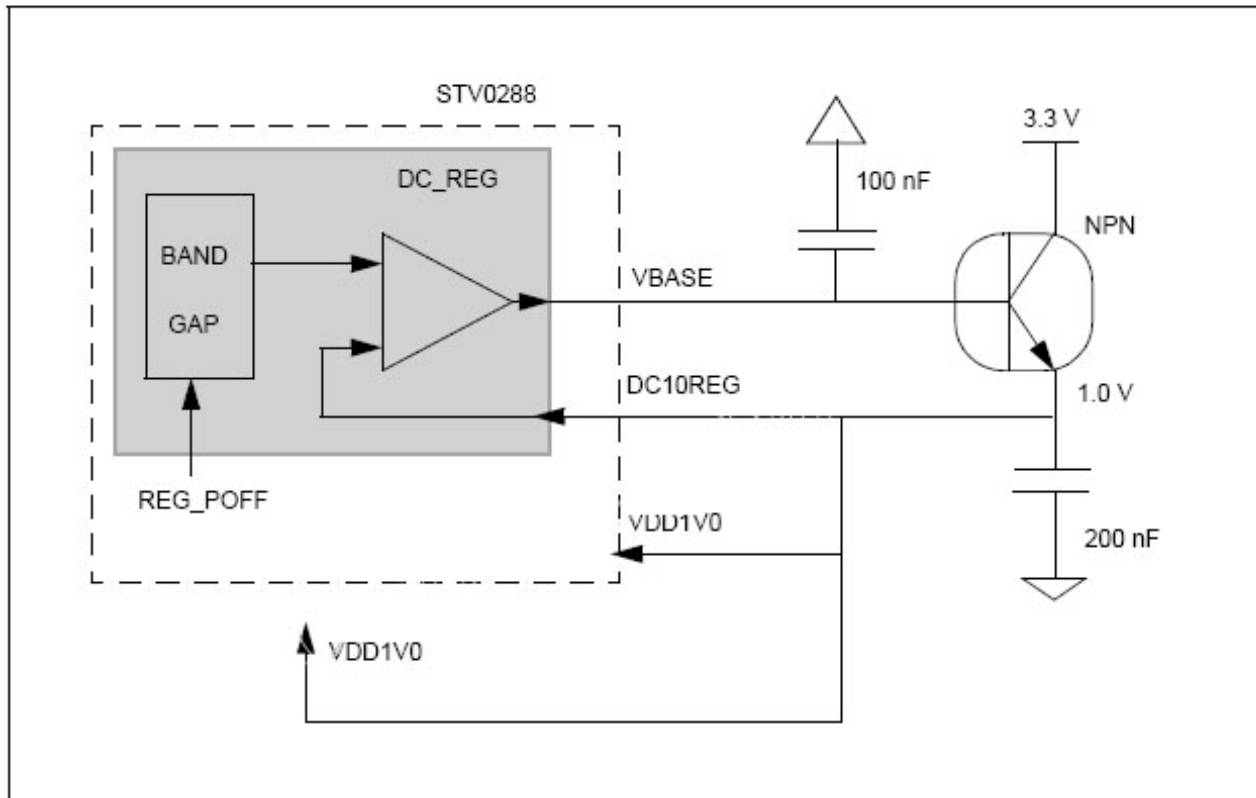 STV0288
3.3 V
DC_REG
100 nF
NPN
BAND
GAP
VBASE
DC10REG
1.0 V
REG_POFF
VDD1V0
200 nF
VDD1V0